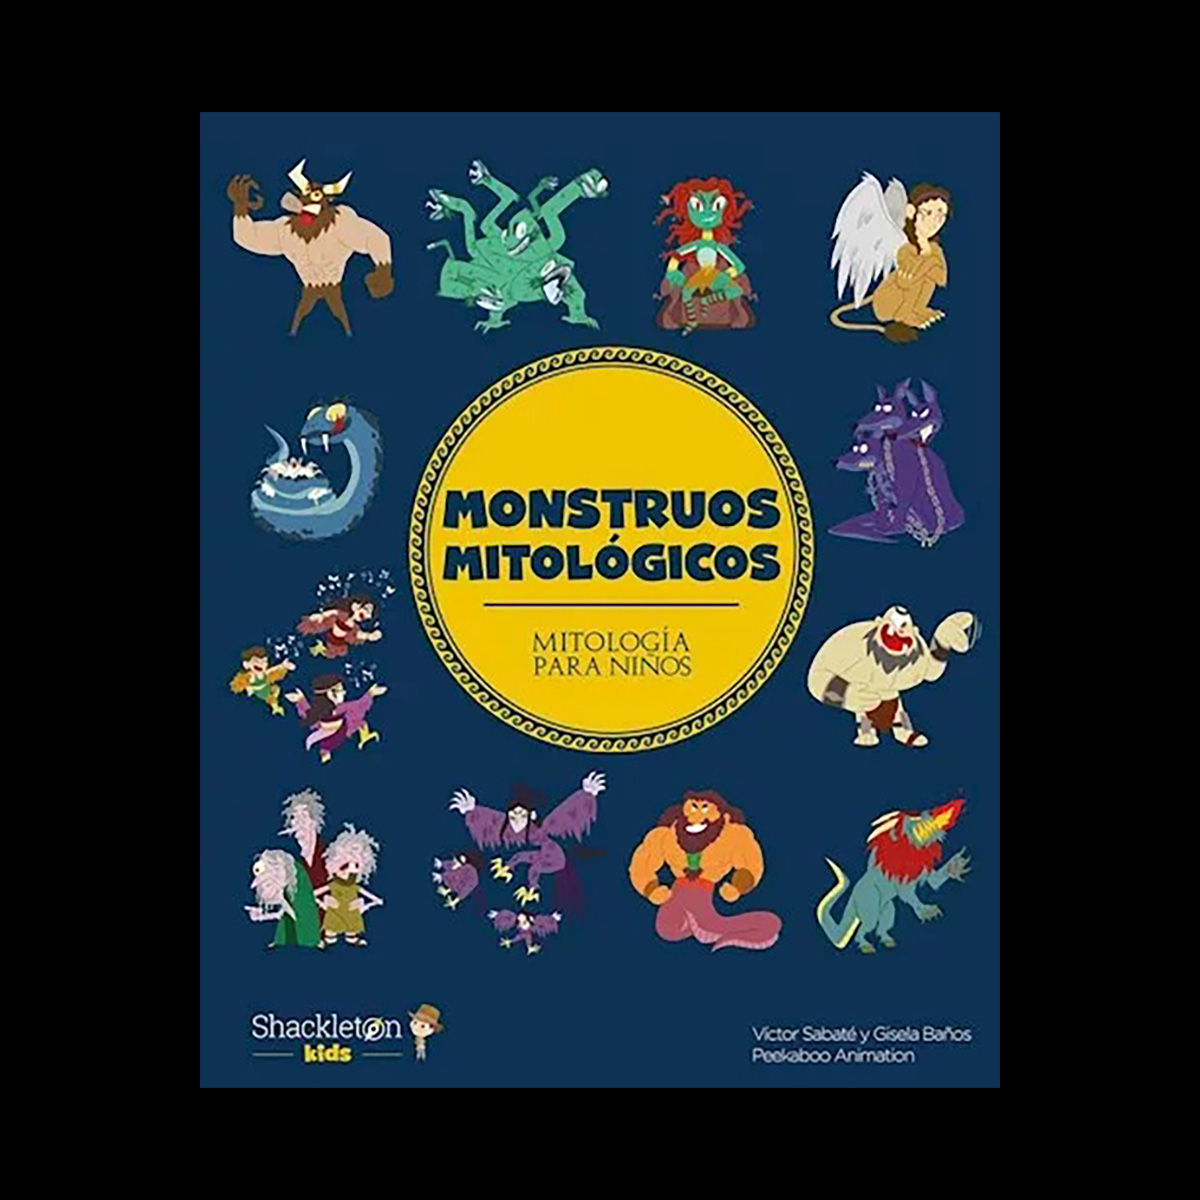 MONSTRUOS
MITOLÓGICOS
MITOLOGÍA
PARA NIÑOS
Shackleton
kids
Víctor Sabaté y Gisela Baños
Peekaboo Animation